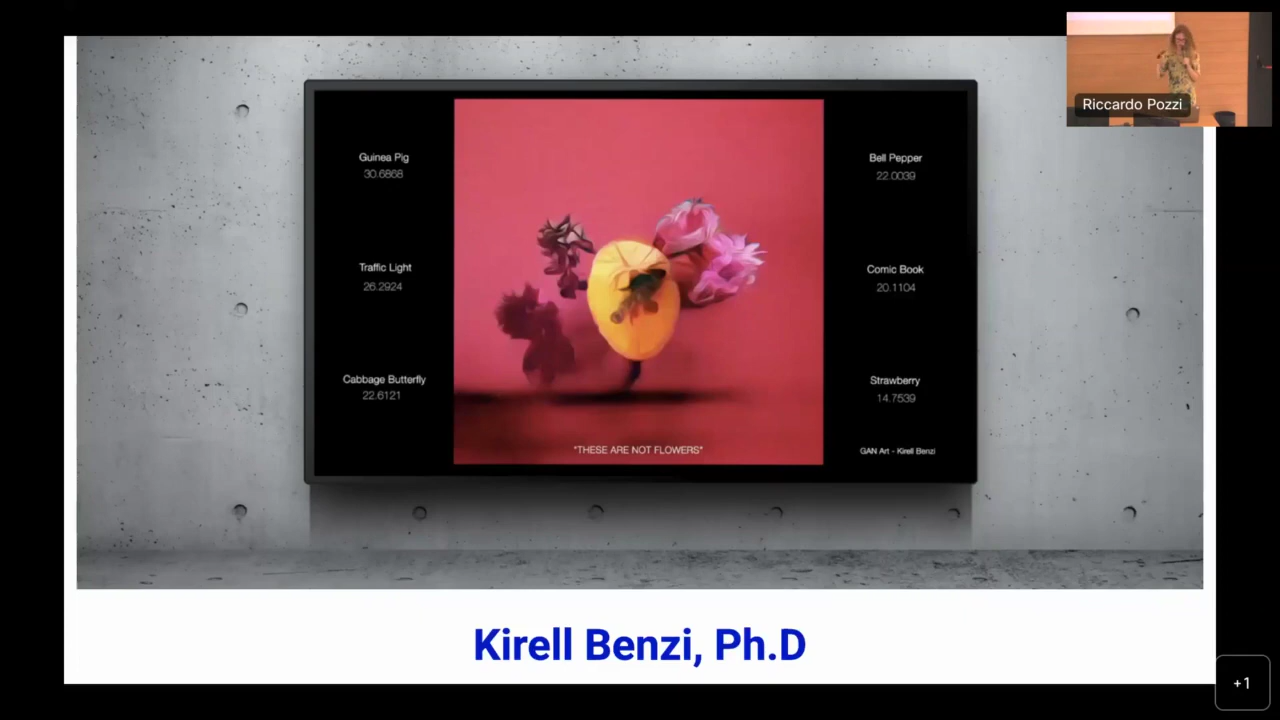 Riccardo Pozzi
Guinea Pig
30.6868
Traffic Light
26.2924
Cabbage Butterfly
22.6121
"THESE ARE NOT FLOWERS"
Bell Pepper
22.0039
Comic Book
20.1104
Strawberry
14.7539
GAN Art - Kirell Benzi
Kirell Benzi, Ph.D
+1